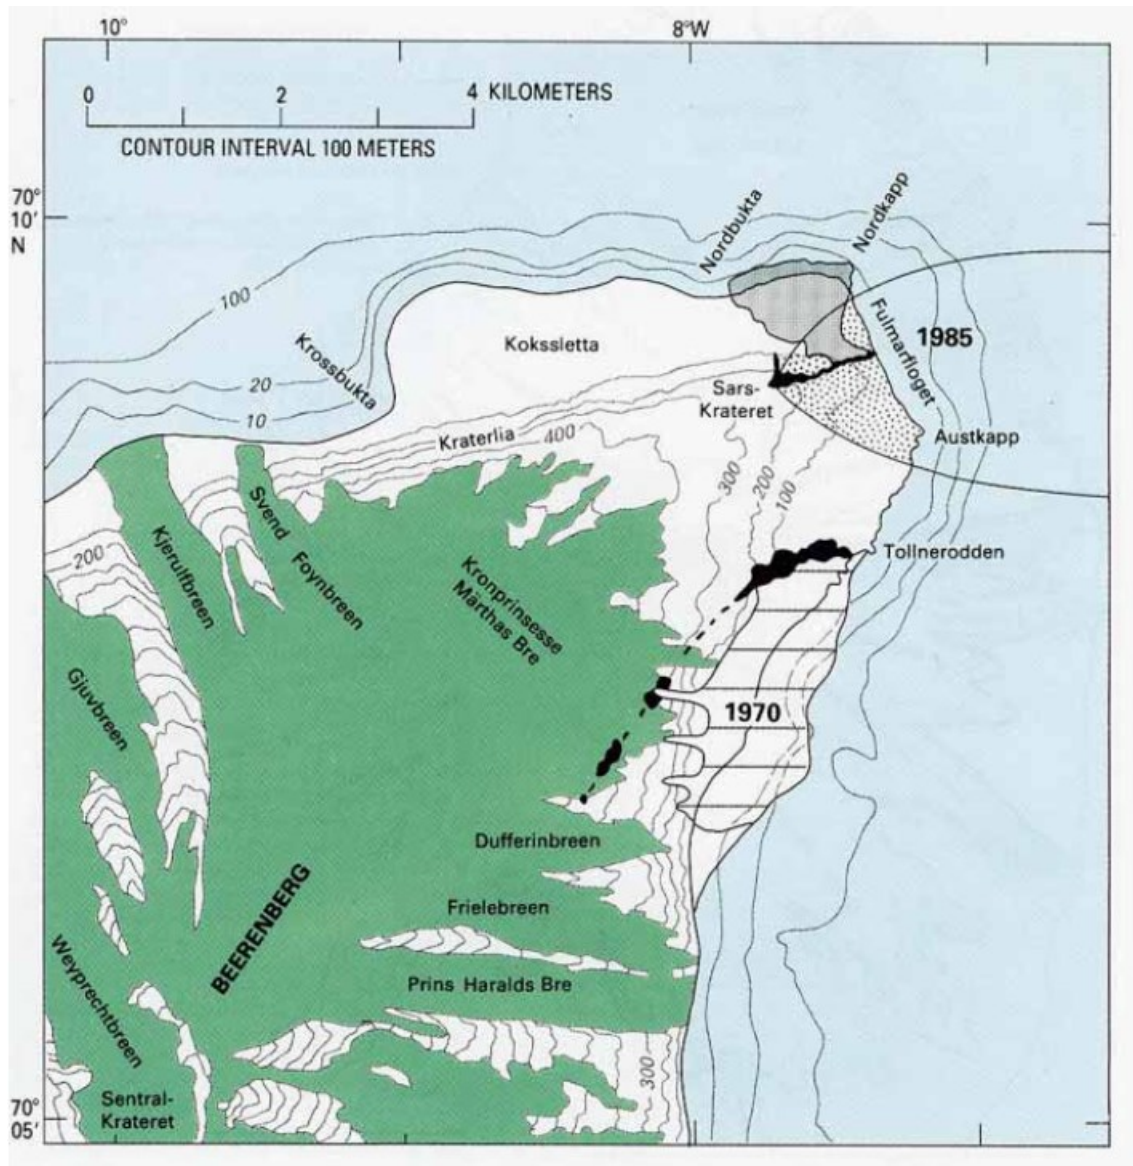 10°
8°W
0
2
4 KILOMETERS
CONTOUR INTERVAL 100 METERS
70°
10'
N
Nordbukta
Nordkapp
100
Krossbukta
Kokssletta
Fulmarfloget
1985
20
10
Sars-
Krateret
Kraterlia
400
Austkapp
300
200
100
Svend Foynbreen
Kjerulfbreen
200
Kronprinsesse
Märthas Bre
Tollnerodden
Gjuvbreen
1970
Dufferinbreen
BEERENBERG
Frielebreen
Weyprechtbreen
Prins Haralds Bre
300
Sentral-
Krateret
70°
05'